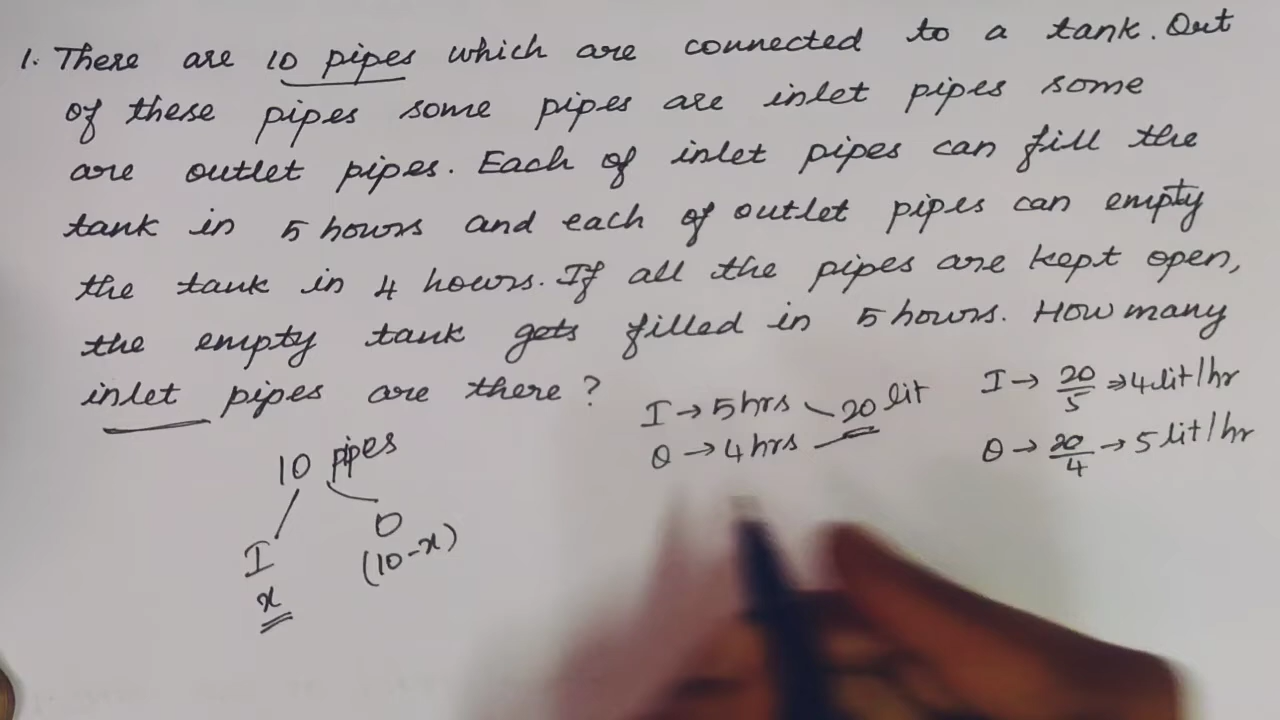 1. There are 10 pipes which are connected to a tank. Out
of these pipes some pipes are inlet pipes some
are outlet pipes. Each of inlet pipes can fill the
tank in 5 hours and each of outlet pipes can empty
the tank in 4 hours. If all the pipes are kept open,
the empty tank gets filled in 5 hours. How many
inlet pipes are there?
I → 5 hrs
O → 4 hrs
20 lit
I → 20/5 ⇒ 4 lit/hr
O → 20/4 → 5 lit/hr
10 pipes
I
x
O
(10-x)